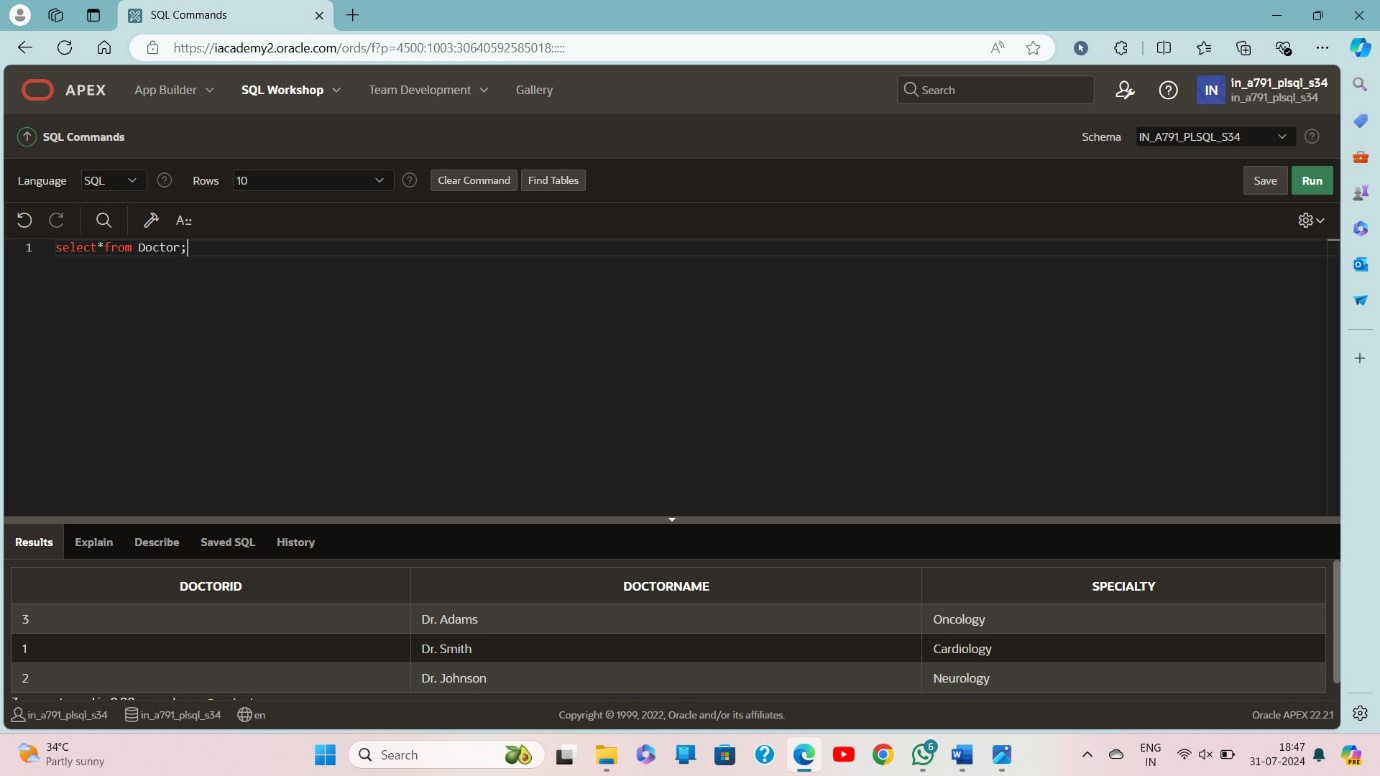 SQL Commands
https://iacademy2.oracle.com/ords/f?p=4500:1003:30640592585018:::::
APEX App Builder SQL Workshop Team Development Gallery Search IN in_a791_plsql_s34
in_a791_plsql_s34
SQL Commands Schema IN_A791_PLSQL_S34
Language SQL Rows 10 Clear Command Find Tables Save Run
1 select*from Doctor;
Results Explain Describe Saved SQL History
DOCTORID DOCTORNAME SPECIALTY
3 Dr. Adams Oncology
1 Dr. Smith Cardiology
2 Dr. Johnson Neurology
in_a791_plsql_s34 in_a791_plsql_s34 en Copyright © 1999, 2022, Oracle and/or its affiliates. Oracle APEX 22.2.1
34°C
Partly sunny
Search
6
ENG
IN
18:47
31-07-2024
PRE